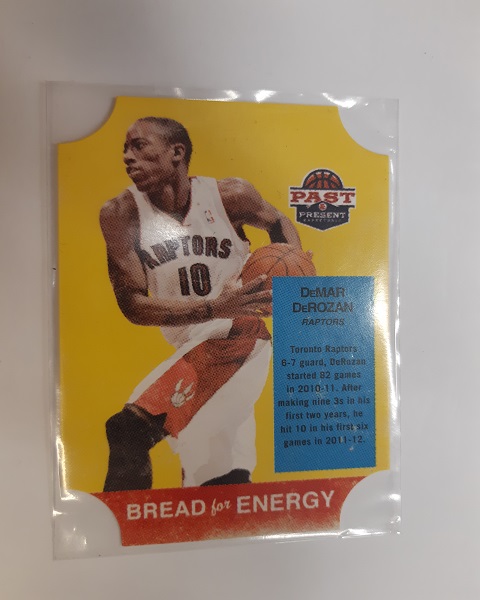 PAST
&
PRESENT
BASKETBALL
RAPTORS
10
DEMAR
DEROZAN
RAPTORS
Toronto Raptors
6-7 guard, DeRozan
started 82 games
in 2010-11. After
making nine 3s in his
first two years, he
hit 10 in his first six
games in 2011-12.
BREAD for ENERGY